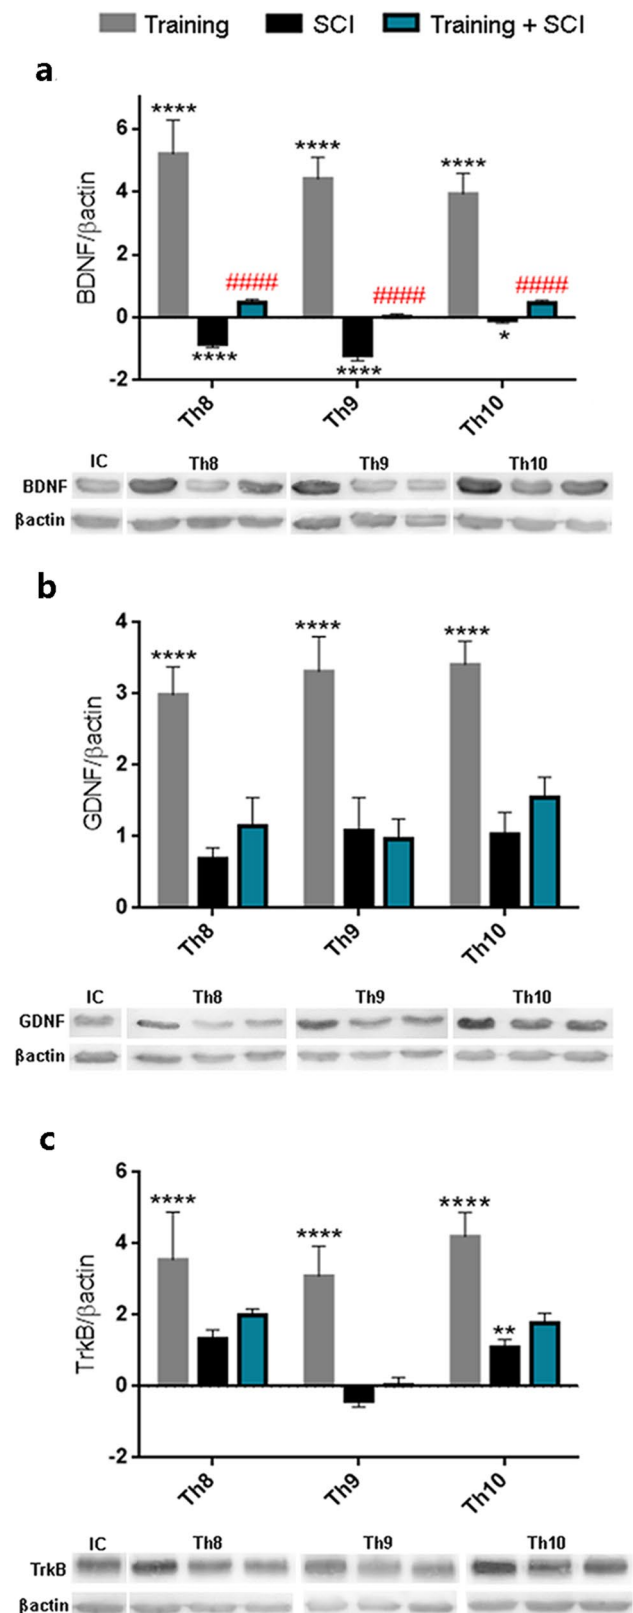 Training SCI Training + SCI
a
BDNF/βactin
6
4
2
0
-2
**** **** ****
#### #### ####
**** **** *
Th8 Th9 Th10
IC Th8 Th9 Th10
BDNF
βactin
b
GDNF/βactin
4
3
2
1
0
**** **** ****
Th8 Th9 Th10
IC Th8 Th9 Th10
GDNF
βactin
c
TrkB/βactin
6
4
2
0
-2
**** **** ****
**
Th8 Th9 Th10
IC Th8 Th9 Th10
TrkB
βactin